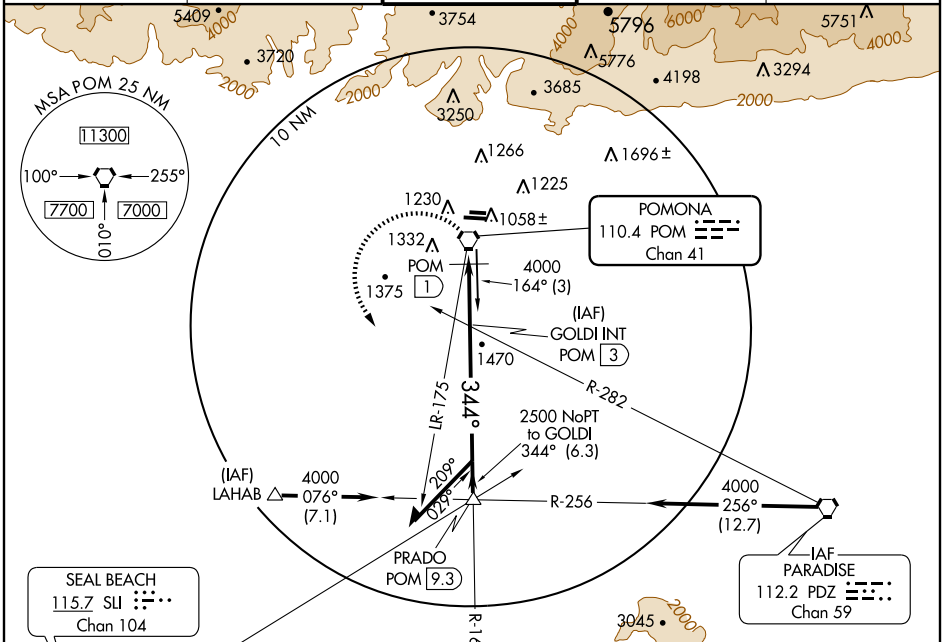 5409
4000
3754
4000
5796
6000
5751
4000
3720
2000
2000
5776
4198
3294
3685
2000
3250
MSA POM 25 NM
11300
100°
255°
7700
7000
010°
10 NM
1266
1696 ±
1225
1230
1058 ±
1332
POM
1
1375
4000
164° (3)
POMONA
110.4 POM
Chan 41
(IAF)
GOLDI INT
POM 3
1470
R-282
LR-175
344°
2500 NoPT
to GOLDI
344° (6.3)
209°
029°
(IAF)
LAHAB
4000
076°
(7.1)
R-256
4000
256°
(12.7)
PRADO
POM 9.3
IAF
PARADISE
112.2 PDZ
Chan 59
SEAL BEACH
115.7 SLI
Chan 104
3045
2000